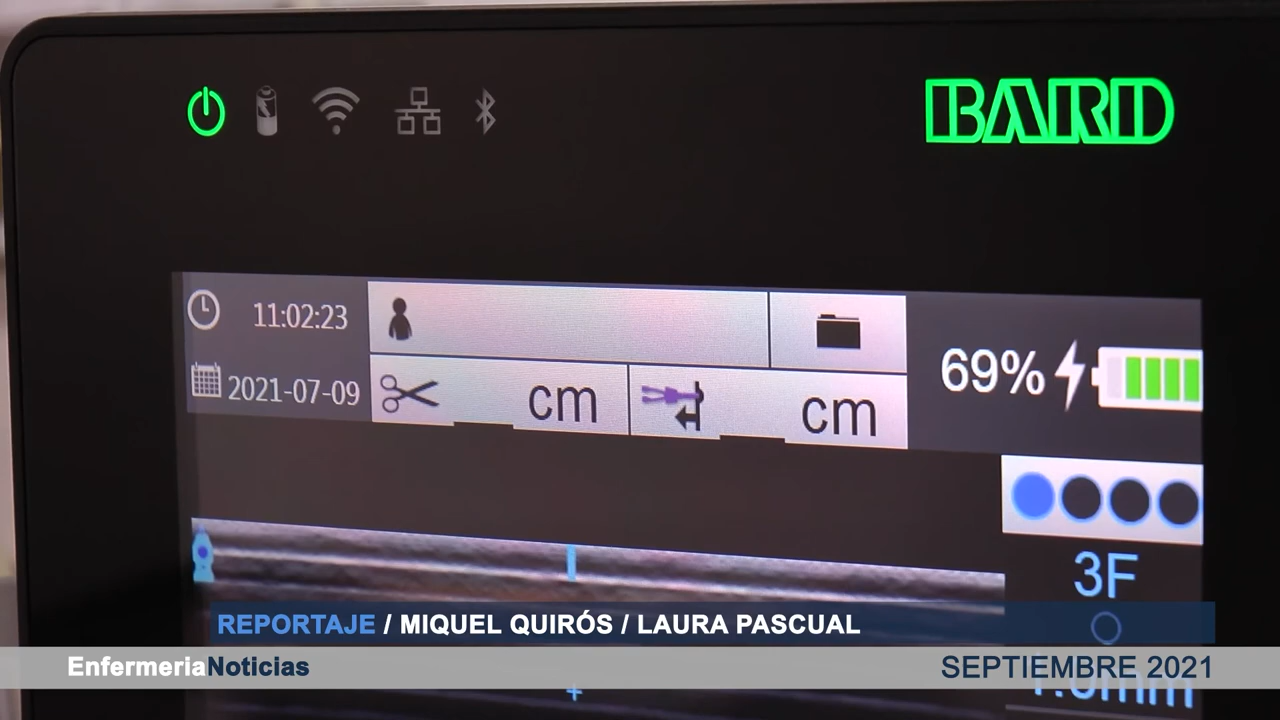 BARD
11:02:23
2021-07-09
cm
cm
69%
3F
REPORTAJE / MIQUEL QUIRÓS / LAURA PASCUAL
EnfermeriaNoticias
SEPTIEMBRE 2021